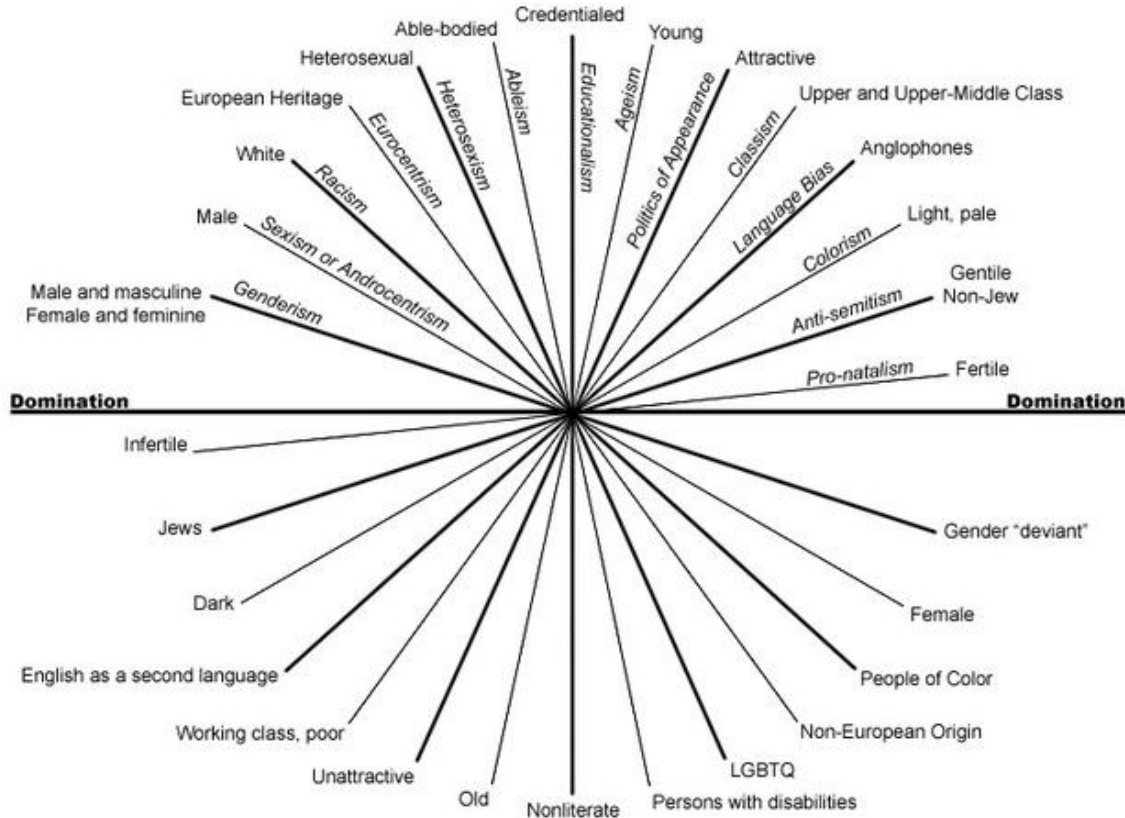 Credentialed
Able-bodied
Young
Heterosexual
Attractive
European Heritage
Upper and Upper-Middle Class
White
Anglophones
Male
Light, pale
Male and masculine
Female and feminine
Gentile
Non-Jew
Fertile
Genderism
Sexism or Androcentrism
Racism
Eurocentrism
Heterosexism
Ableism
Educationalism
Ageism
Politics of Appearance
Classism
Language Bias
Colorism
Anti-semitism
Pro-natalism
Domination
Domination
Infertile
Jews
Gender “deviant”
Dark
Female
English as a second language
People of Color
Working class, poor
Non-European Origin
Unattractive
LGBTQ
Old
Persons with disabilities
Nonliterate